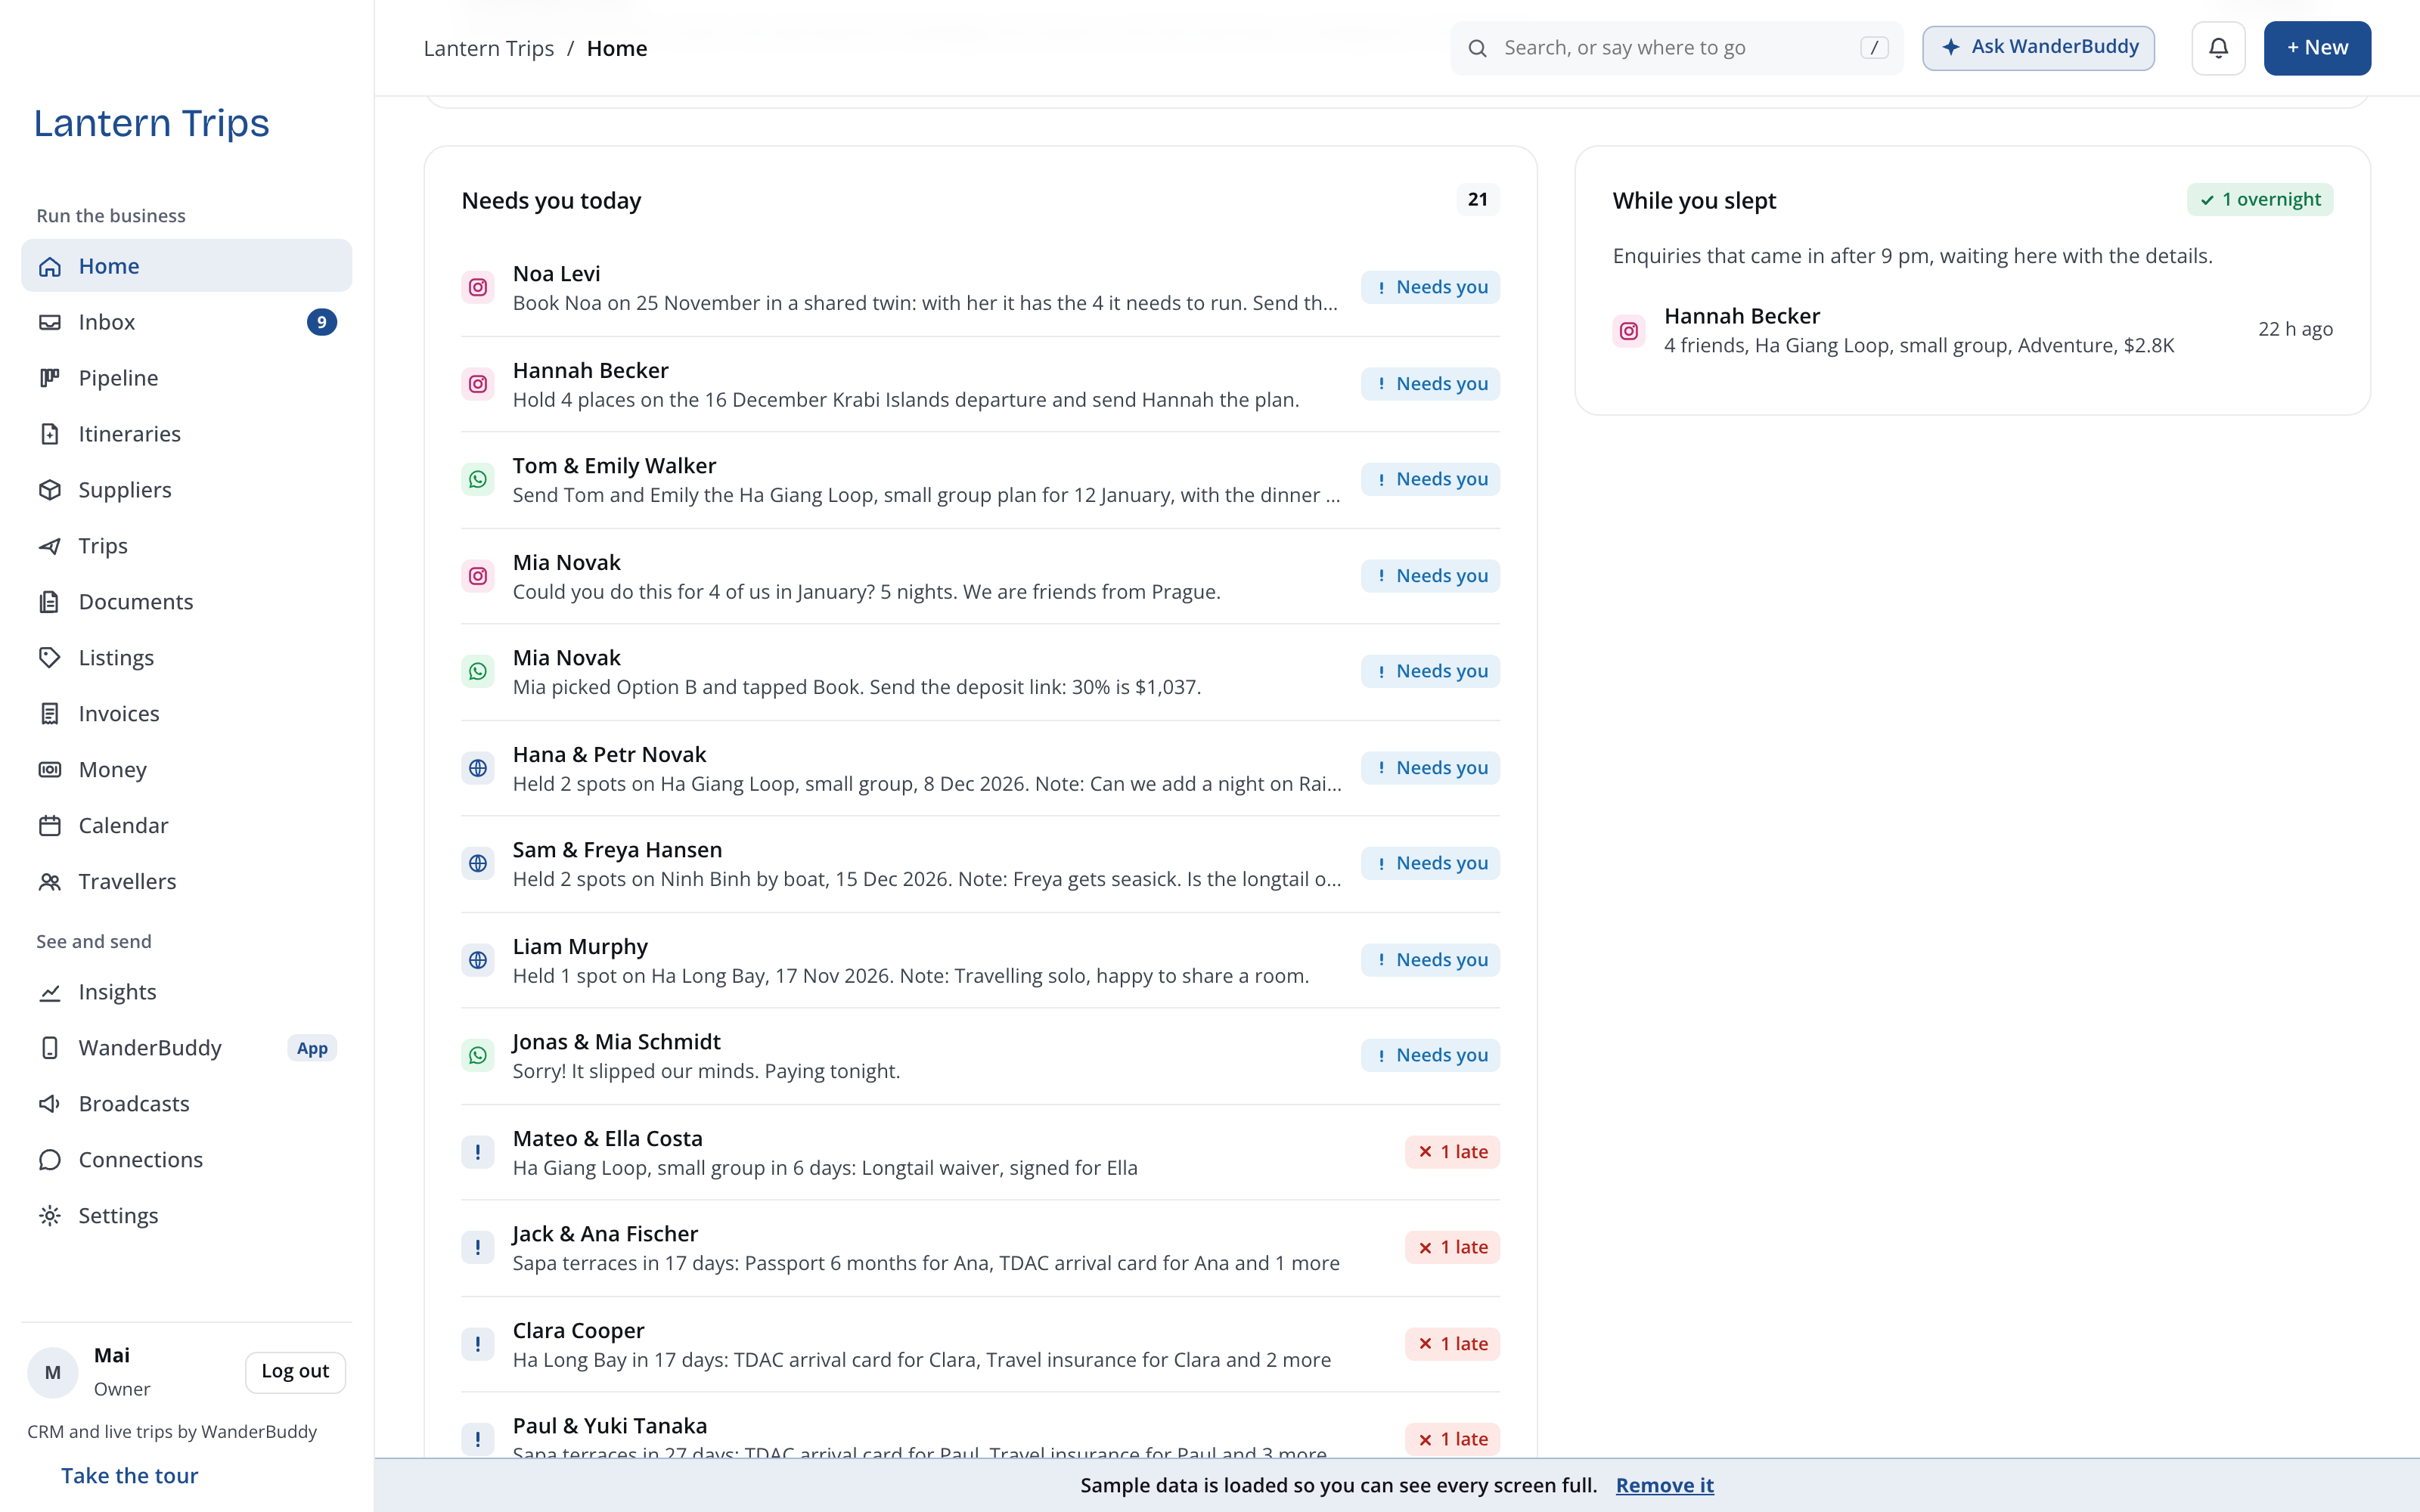 Lantern Trips
Run the business
Home
Inbox 9
Pipeline
Itineraries
Suppliers
Trips
Documents
Listings
Invoices
Money
Calendar
Travellers
See and send
Insights
WanderBuddy App
Broadcasts
Connections
Settings
M
Mai
Owner
Log out
CRM and live trips by WanderBuddy
Take the tour
Lantern Trips / Home
Search, or say where to go /
Ask WanderBuddy
+ New
Needs you today 21
Noa Levi
Book Noa on 25 November in a shared twin: with her it has the 4 it needs to run. Send th...
! Needs you
Hannah Becker
Hold 4 places on the 16 December Krabi Islands departure and send Hannah the plan.
! Needs you
Tom & Emily Walker
Send Tom and Emily the Ha Giang Loop, small group plan for 12 January, with the dinner ...
! Needs you
Mia Novak
Could you do this for 4 of us in January? 5 nights. We are friends from Prague.
! Needs you
Mia Novak
Mia picked Option B and tapped Book. Send the deposit link: 30% is $1,037.
! Needs you
Hana & Petr Novak
Held 2 spots on Ha Giang Loop, small group, 8 Dec 2026. Note: Can we add a night on Rai...
! Needs you
Sam & Freya Hansen
Held 2 spots on Ninh Binh by boat, 15 Dec 2026. Note: Freya gets seasick. Is the longtail o...
! Needs you
Liam Murphy
Held 1 spot on Ha Long Bay, 17 Nov 2026. Note: Travelling solo, happy to share a room.
! Needs you
Jonas & Mia Schmidt
Sorry! It slipped our minds. Paying tonight.
! Needs you
! Mateo & Ella Costa
Ha Giang Loop, small group in 6 days: Longtail waiver, signed for Ella
1 late
! Jack & Ana Fischer
Sapa terraces in 17 days: Passport 6 months for Ana, TDAC arrival card for Ana and 1 more
1 late
! Clara Cooper
Ha Long Bay in 17 days: TDAC arrival card for Clara, Travel insurance for Clara and 2 more
1 late
! Paul & Yuki Tanaka
Sapa terraces in 27 days: TDAC arrival card for Paul, Travel insurance for Paul and 3 more
1 late
While you slept
1 overnight
Enquiries that came in after 9 pm, waiting here with the details.
Hannah Becker
4 friends, Ha Giang Loop, small group, Adventure, $2.8K
22 h ago
Sample data is loaded so you can see every screen full. Remove it